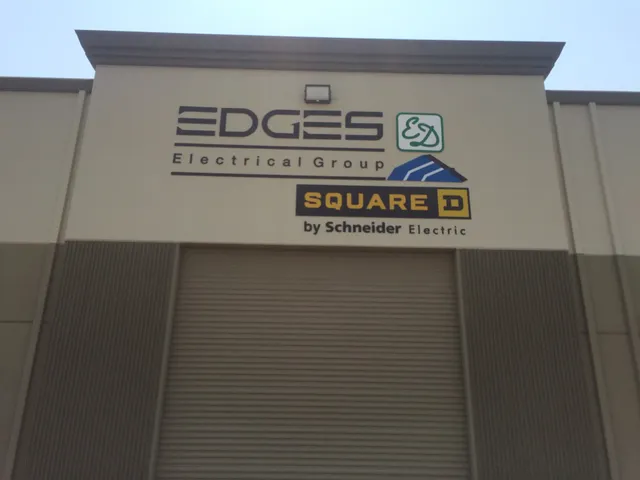 EDGES
ED
Electrical Group
SQUARE D
by Schneider Electric